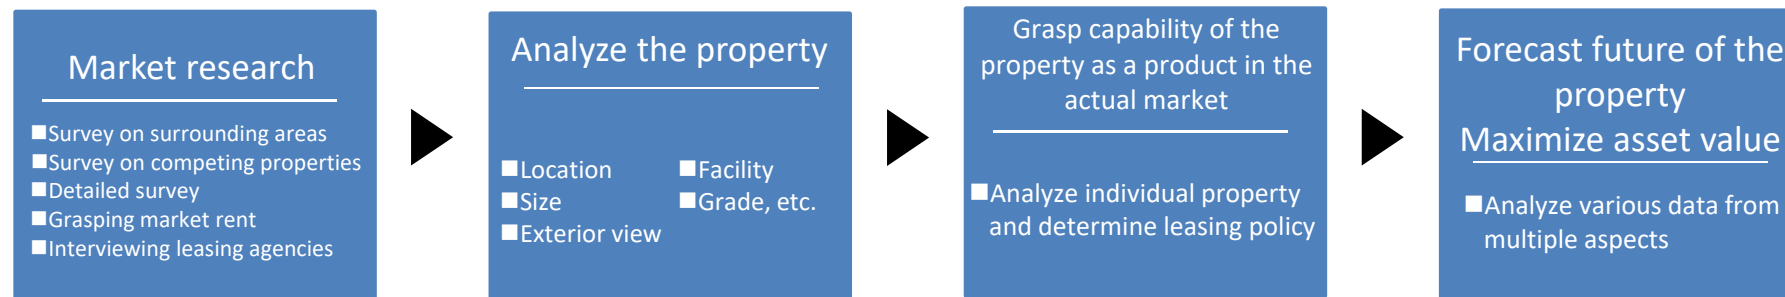 Market research
■Survey on surrounding areas
■Survey on competing properties
■Detailed survey
■Grasping market rent
■Interviewing leasing agencies
Analyze the property
■Location
■Size
■Exterior view
■Facility
■Grade, etc.
Grasp capability of the
property as a product in the
actual market
■Analyze individual property
and determine leasing policy
Forecast future of the
property
Maximize asset value
■Analyze various data from
multiple aspects